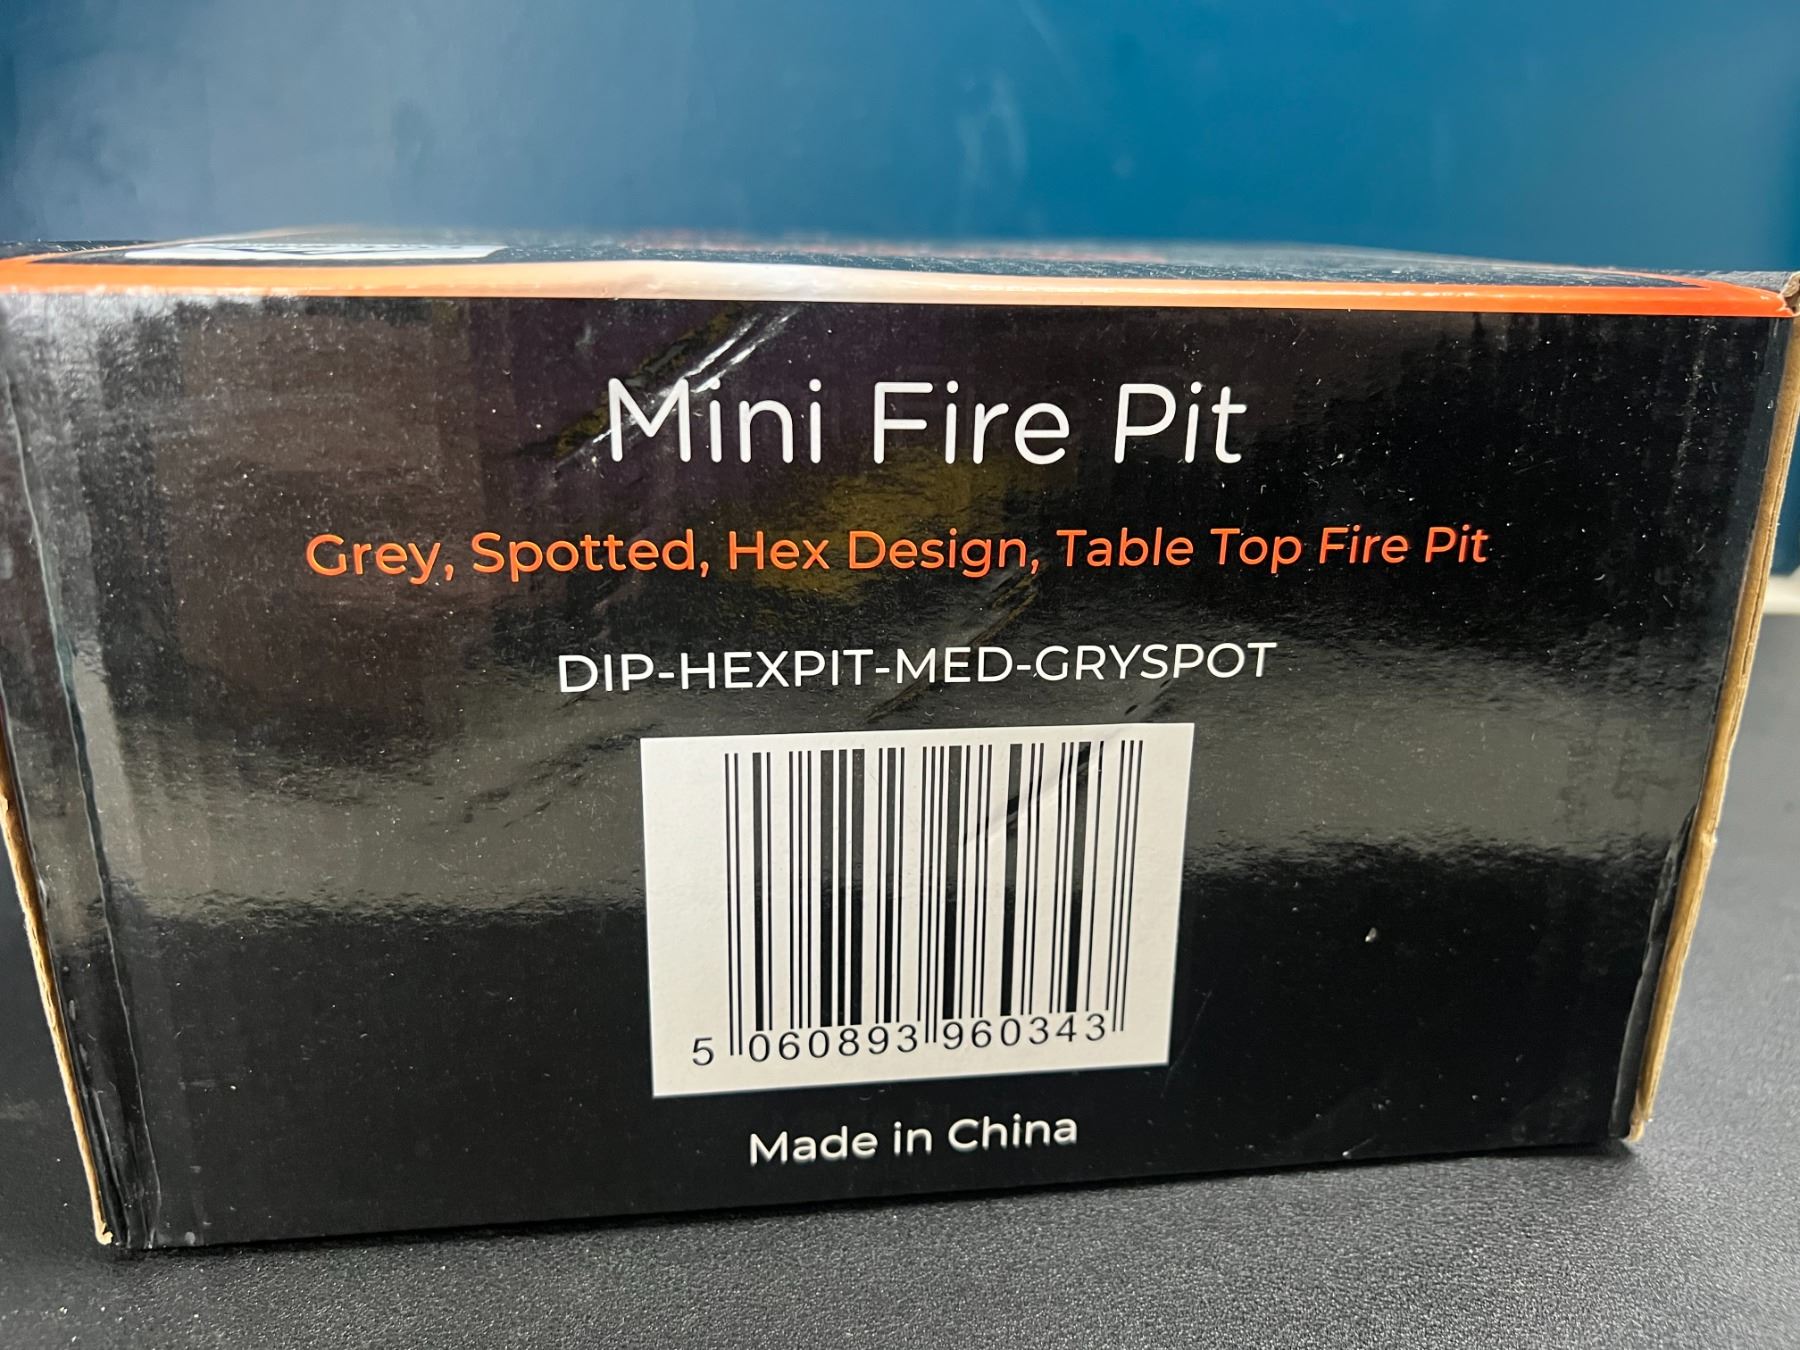 Mini Fire Pit
Grey, Spotted, Hex Design, Table Top Fire Pit
DIP-HEXPIT-MED-GRYSPOT
5 060893 960343
Made in China